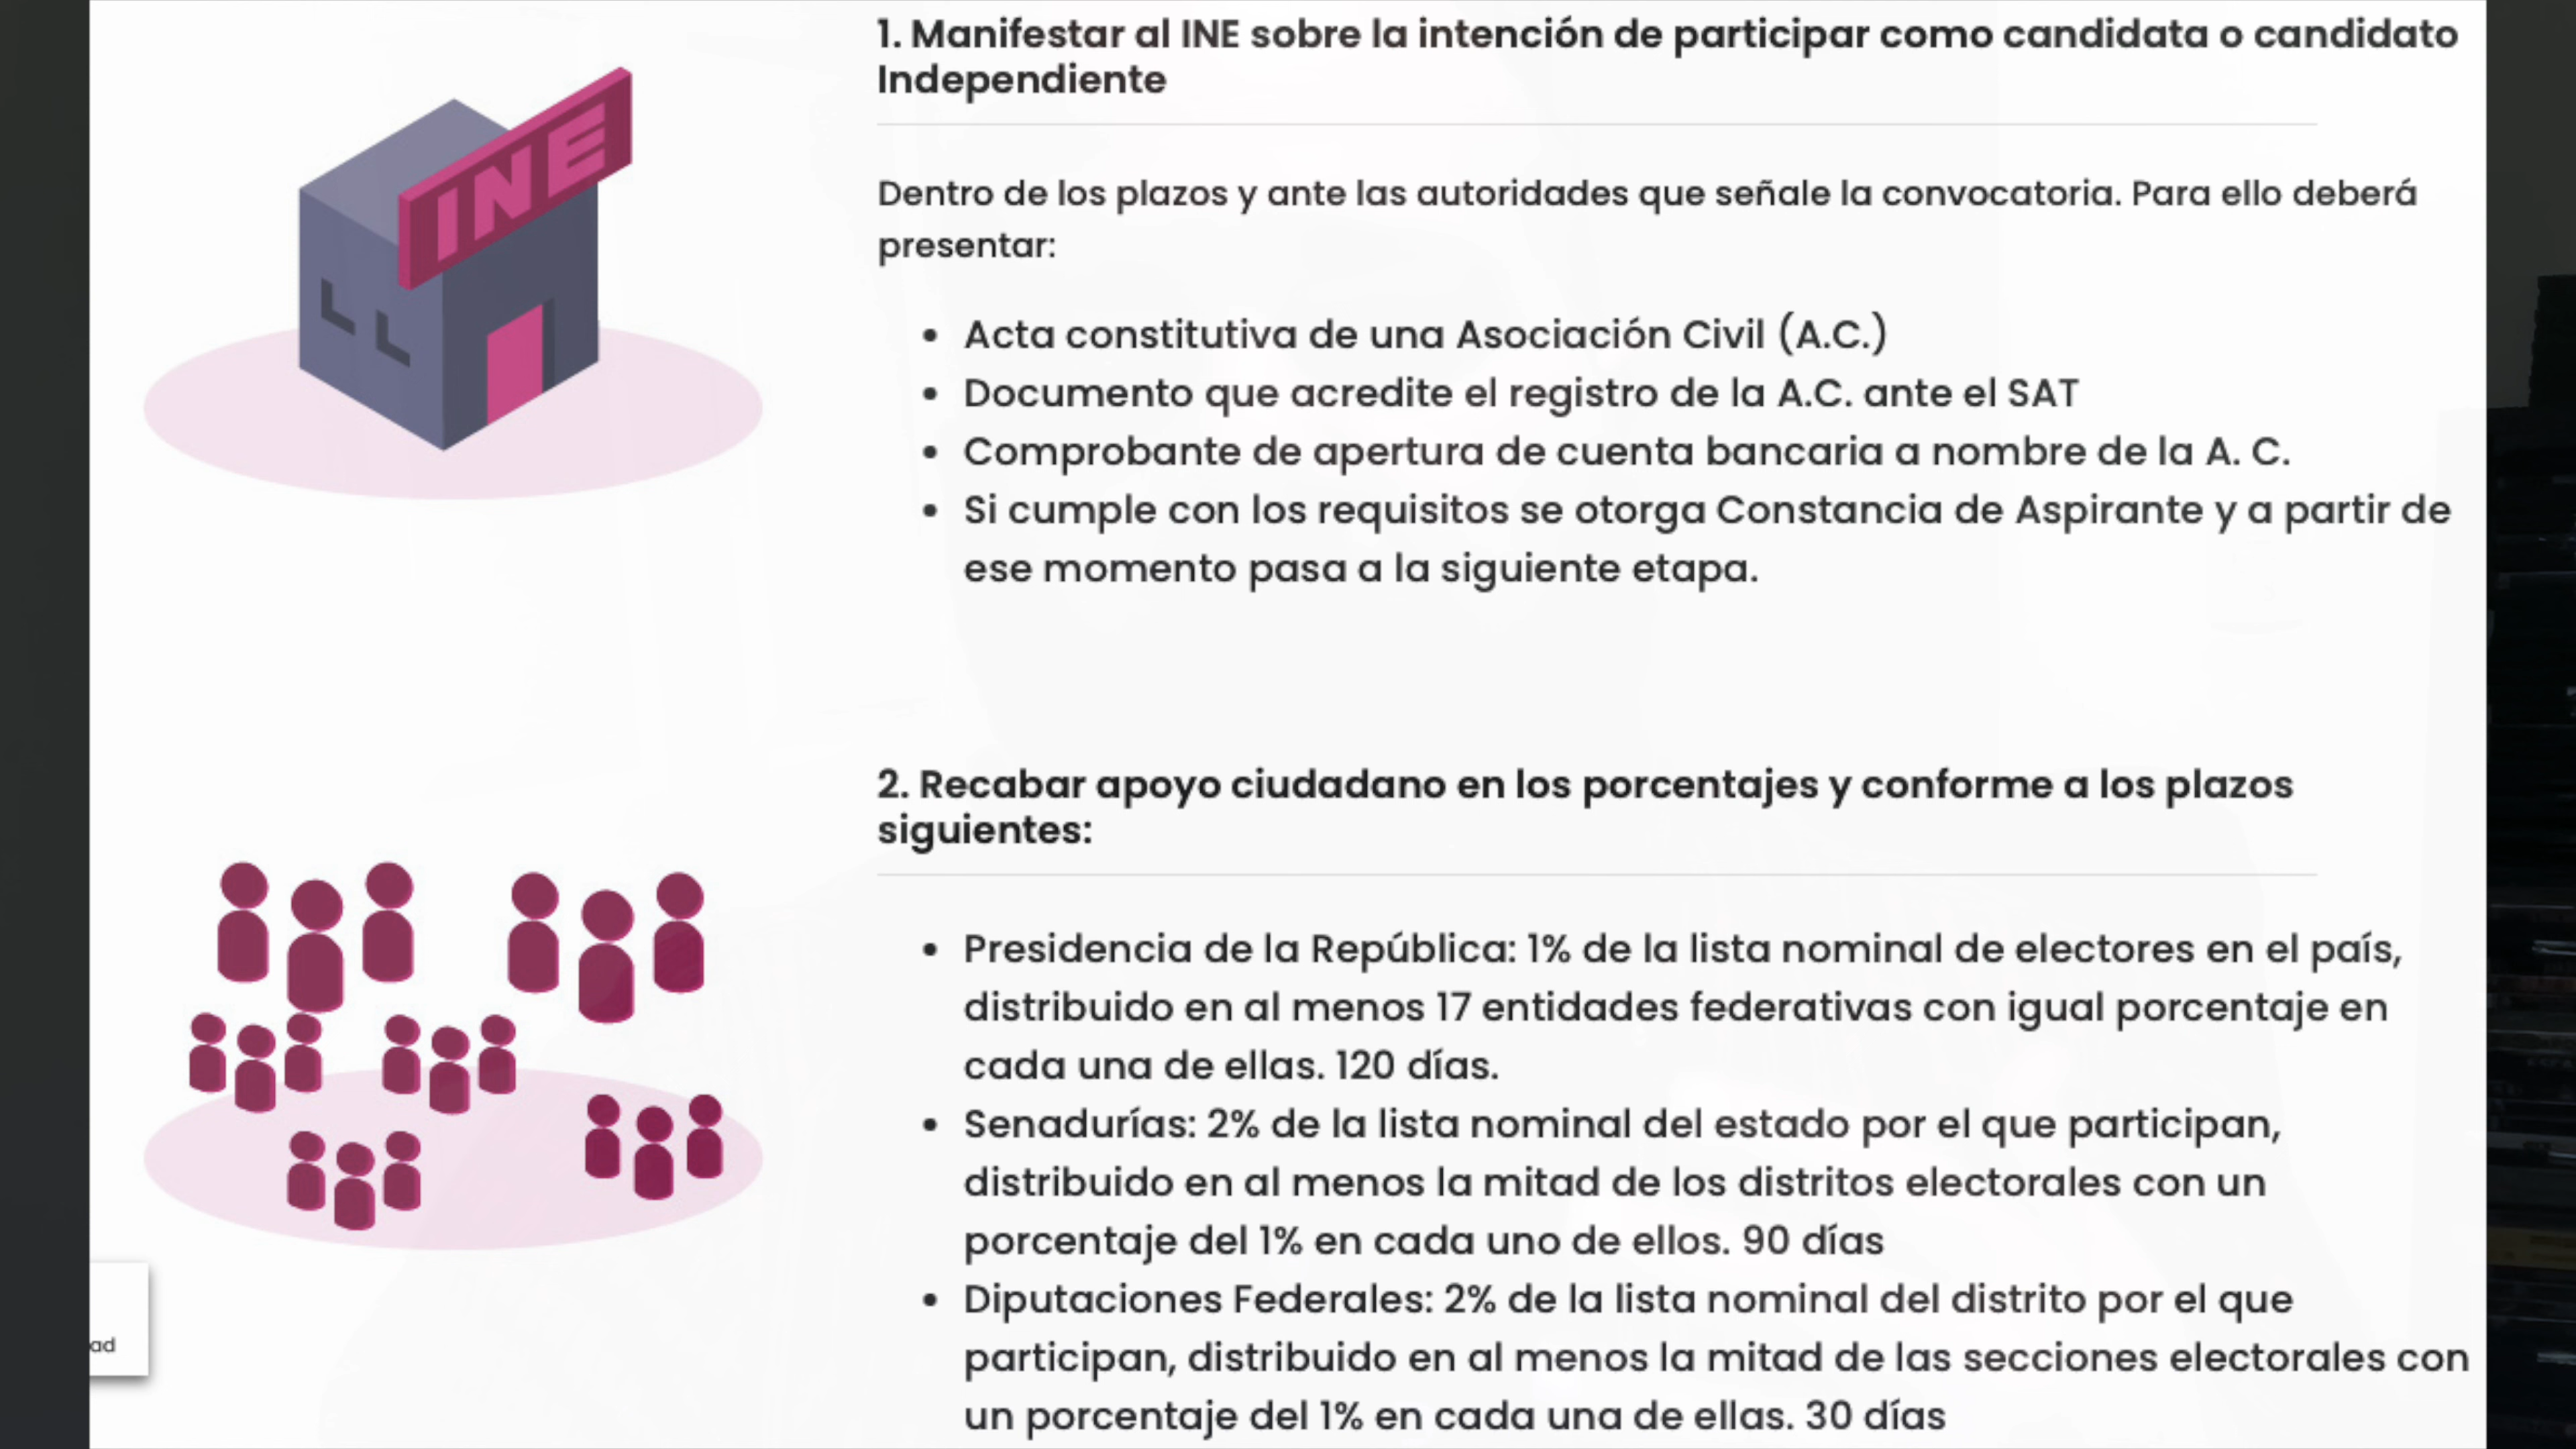 INE
1. Manifestar al INE sobre la intención de participar como candidata o candidato
Independiente
Dentro de los plazos y ante las autoridades que señale la convocatoria. Para ello deberá
presentar:
• Acta constitutiva de una Asociación Civil (A.C.)
• Documento que acredite el registro de la A.C. ante el SAT
• Comprobante de apertura de cuenta bancaria a nombre de la A. C.
• Si cumple con los requisitos se otorga Constancia de Aspirante y a partir de
ese momento pasa a la siguiente etapa.
2. Recabar apoyo ciudadano en los porcentajes y conforme a los plazos
siguientes:
• Presidencia de la República: 1% de la lista nominal de electores en el país,
distribuido en al menos 17 entidades federativas con igual porcentaje en
cada una de ellas. 120 días.
• Senadurías: 2% de la lista nominal del estado por el que participan,
distribuido en al menos la mitad de los distritos electorales con un
porcentaje del 1% en cada uno de ellos. 90 días
• Diputaciones Federales: 2% de la lista nominal del distrito por el que
participan, distribuido en al menos la mitad de las secciones electorales con
un porcentaje del 1% en cada una de ellas. 30 días
ad